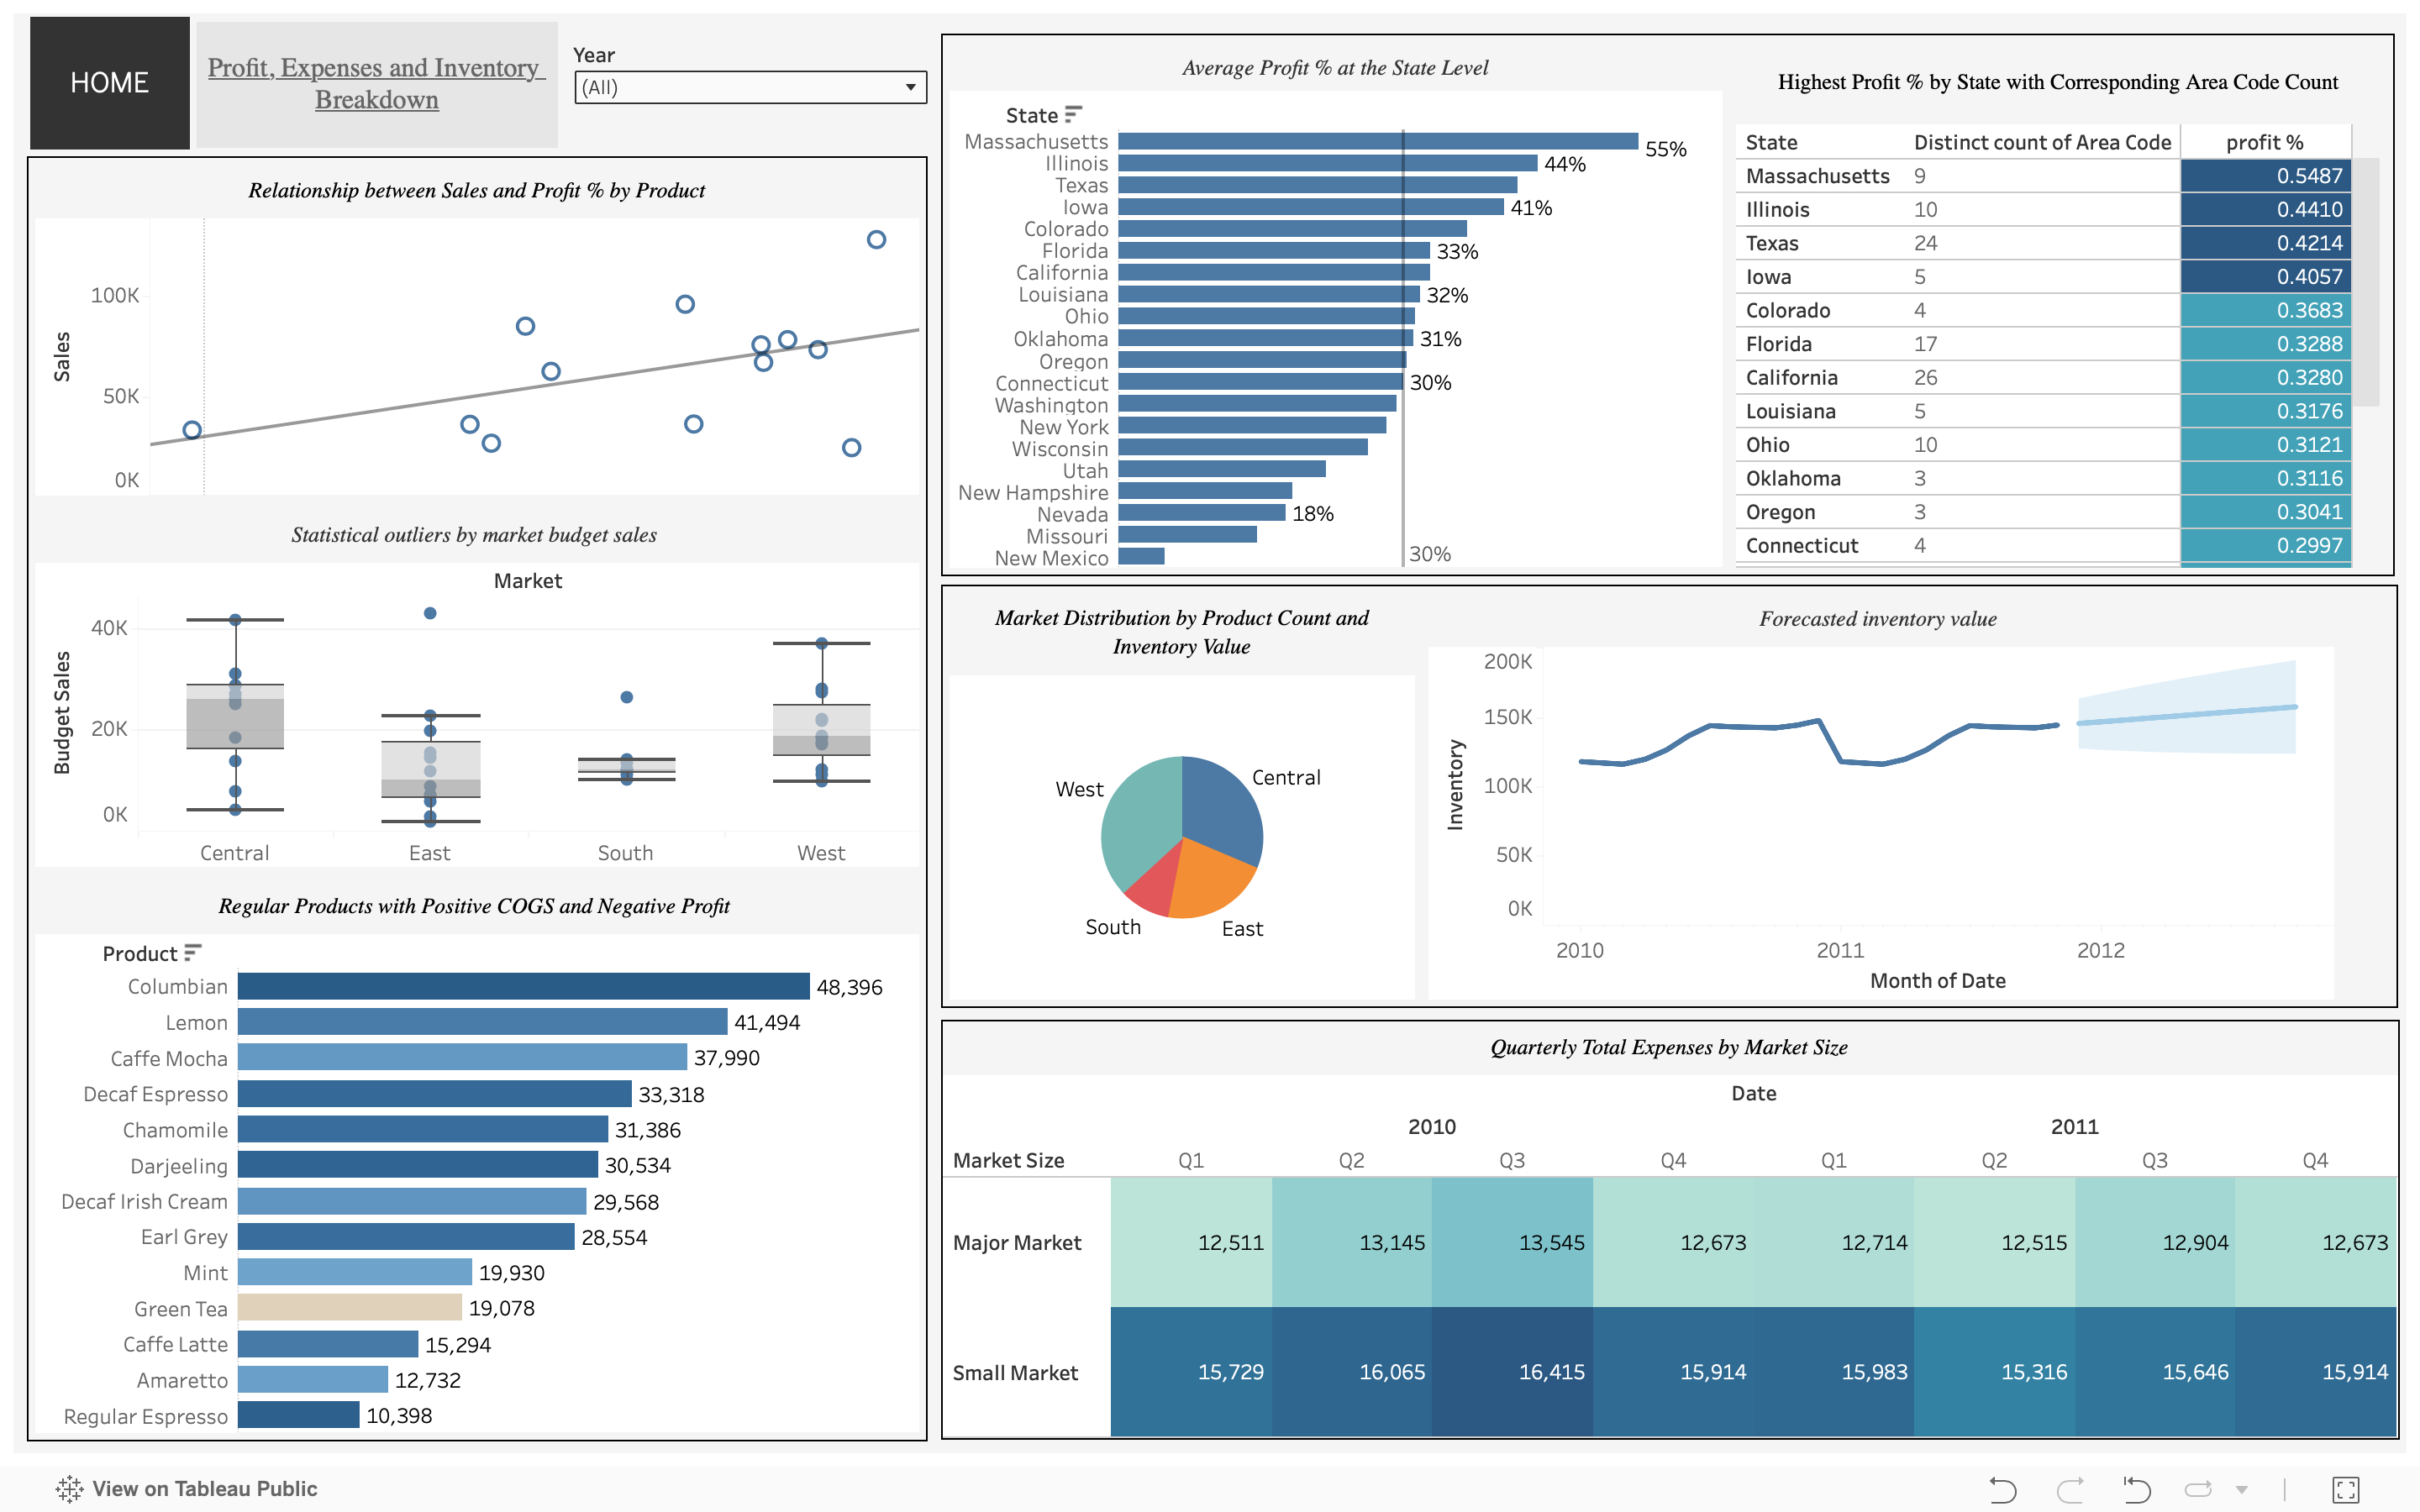 HOME
Profit, Expenses and Inventory
Breakdown
Year
(All)
Relationship between Sales and Profit % by Product
Sales
100K
50K
0K
Statistical outliers by market budget sales
Market
Budget Sales
40K
20K
0K
Central East South West
Regular Products with Positive COGS and Negative Profit
Product
Columbian 48,396
Lemon 41,494
Caffe Mocha 37,990
Decaf Espresso 33,318
Chamomile 31,386
Darjeeling 30,534
Decaf Irish Cream 29,568
Earl Grey 28,554
Mint 19,930
Green Tea 19,078
Caffe Latte 15,294
Amaretto 12,732
Regular Espresso 10,398
Average Profit % at the State Level
State
Massachusetts 55%
Illinois 44%
Texas
Iowa 41%
Colorado
Florida 33%
California
Louisiana 32%
Ohio
Oklahoma 31%
Oregon
Connecticut 30%
Washington
New York
Wisconsin
Utah
New Hampshire
Nevada 18%
Missouri
New Mexico 30%
Highest Profit % by State with Corresponding Area Code Count
State Distinct count of Area Code profit %
Massachusetts 9 0.5487
Illinois 10 0.4410
Texas 24 0.4214
Iowa 5 0.4057
Colorado 4 0.3683
Florida 17 0.3288
California 26 0.3280
Louisiana 5 0.3176
Ohio 10 0.3121
Oklahoma 3 0.3116
Oregon 3 0.3041
Connecticut 4 0.2997
Market Distribution by Product Count and
Inventory Value
West
Central
South
East
Forecasted inventory value
Inventory
200K
150K
100K
50K
0K
2010 2011 2012
Month of Date
Quarterly Total Expenses by Market Size
Date
2010 2011
Market Size Q1 Q2 Q3 Q4 Q1 Q2 Q3 Q4
Major Market 12,511 13,145 13,545 12,673 12,714 12,515 12,904 12,673
Small Market 15,729 16,065 16,415 15,914 15,983 15,316 15,646 15,914
View on Tableau Public